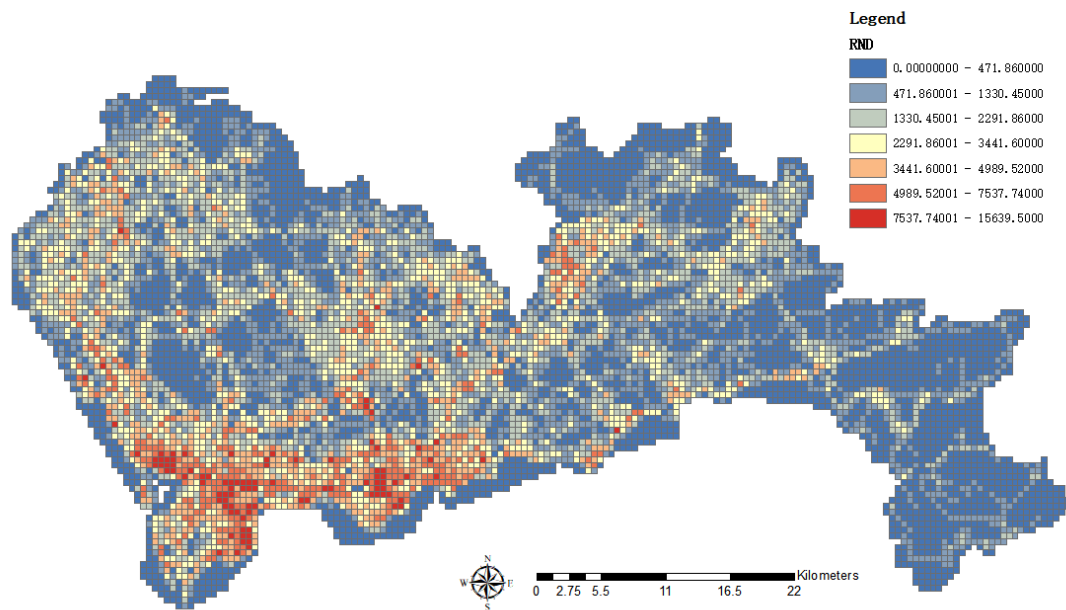 Legend
RND
0.00000000 - 471.860000
471.860001 - 1330.45000
1330.45001 - 2291.86000
2291.86001 - 3441.60000
3441.60001 - 4989.52000
4989.52001 - 7537.74000
7537.74001 - 15639.5000
N
W E
S
Kilometers
0 2.75 5.5 11 16.5 22